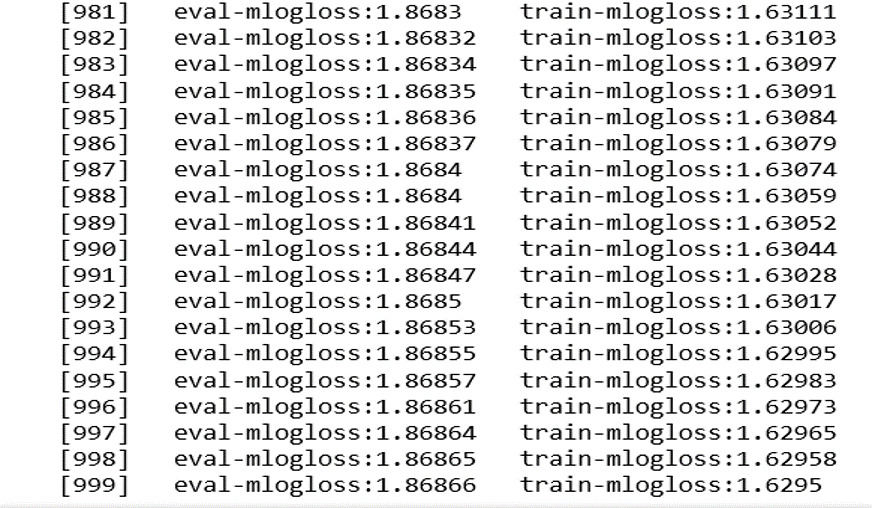 [981] eval-mlogloss:1.8683 train-mlogloss:1.63111
[982] eval-mlogloss:1.86832 train-mlogloss:1.63103
[983] eval-mlogloss:1.86834 train-mlogloss:1.63097
[984] eval-mlogloss:1.86835 train-mlogloss:1.63091
[985] eval-mlogloss:1.86836 train-mlogloss:1.63084
[986] eval-mlogloss:1.86837 train-mlogloss:1.63079
[987] eval-mlogloss:1.8684 train-mlogloss:1.63074
[988] eval-mlogloss:1.8684 train-mlogloss:1.63059
[989] eval-mlogloss:1.86841 train-mlogloss:1.63052
[990] eval-mlogloss:1.86844 train-mlogloss:1.63044
[991] eval-mlogloss:1.86847 train-mlogloss:1.63028
[992] eval-mlogloss:1.8685 train-mlogloss:1.63017
[993] eval-mlogloss:1.86853 train-mlogloss:1.63006
[994] eval-mlogloss:1.86855 train-mlogloss:1.62995
[995] eval-mlogloss:1.86857 train-mlogloss:1.62983
[996] eval-mlogloss:1.86861 train-mlogloss:1.62973
[997] eval-mlogloss:1.86864 train-mlogloss:1.62965
[998] eval-mlogloss:1.86865 train-mlogloss:1.62958
[999] eval-mlogloss:1.86866 train-mlogloss:1.6295